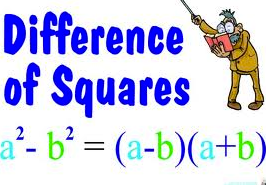 Difference
of Squares
a²- b² = (a-b)(a+b)